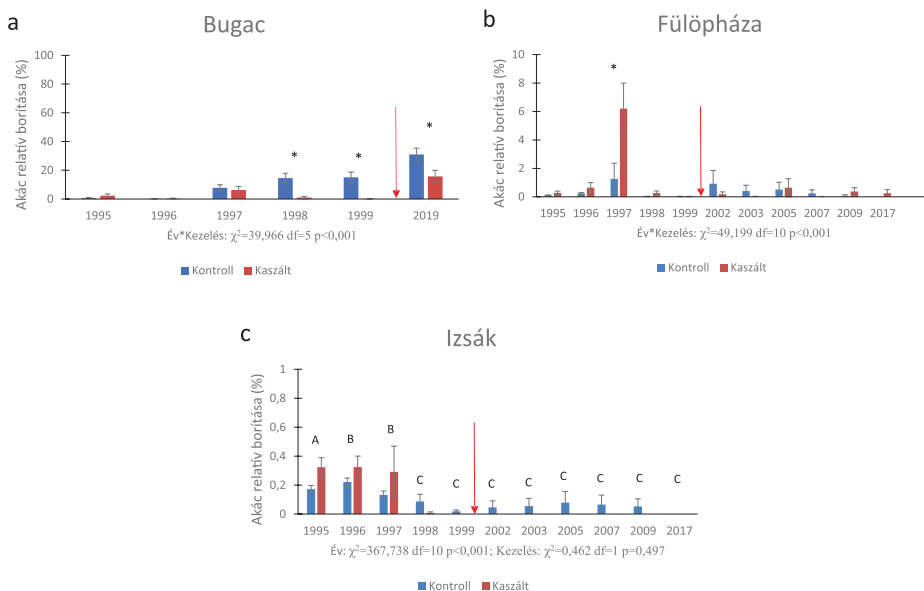 a
Bugac
Akác relatív borítása (%)
100
80
60
40
20
0
*
*
*
1995 1996 1997 1998 1999 2019
Év*Kezelés: χ²=39,966 df=5 p<0,001
Kontroll Kaszált
b
Fülöpháza
Akác relatív borítása (%)
10
8
6
4
2
0
*
1995 1996 1997 1998 1999 2002 2003 2005 2007 2009 2017
Év*Kezelés: χ²=49,199 df=10 p<0,001
Kontroll Kaszált
c
Izsák
Akác relatív borítása (%)
1
0,8
0,6
0,4
0,2
0
A B B C C C C C C C C
1995 1996 1997 1998 1999 2002 2003 2005 2007 2009 2017
Év: χ²=367,738 df=10 p<0,001; Kezelés: χ²=0,462 df=1 p=0,497
Kontroll Kaszált